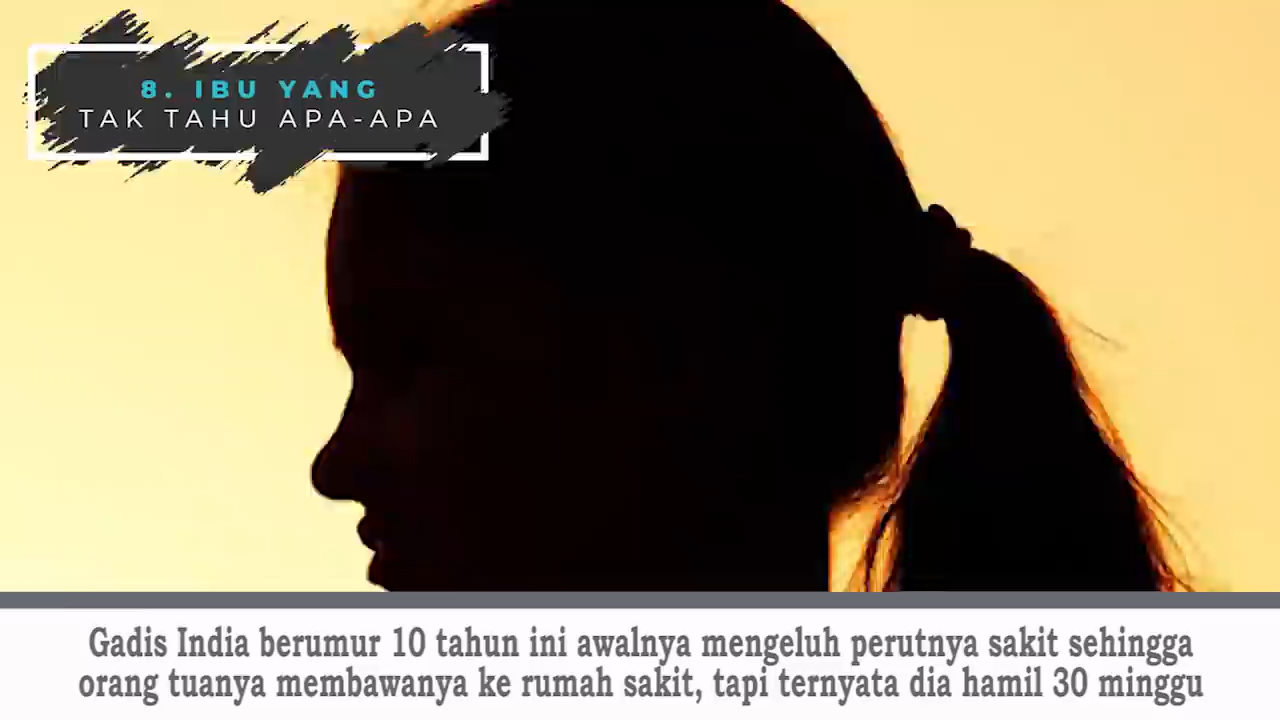 8. IBU YANG
TAK TAHU APA-APA
Gadis India berumur 10 tahun ini awalnya mengeluh perutnya sakit sehingga
orang tuanya membawanya ke rumah sakit, tapi ternyata dia hamil 30 minggu